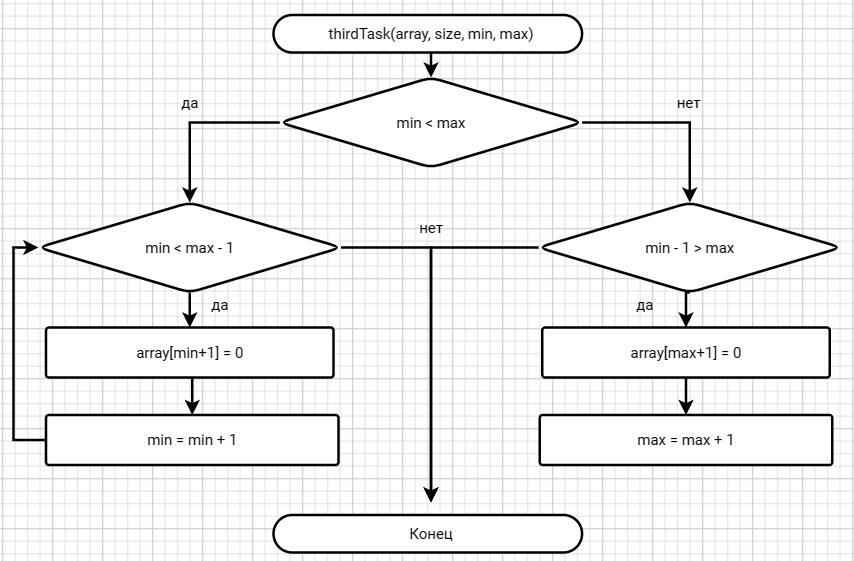 thirdTask(array, size, min, max)
да
нет
min < max
нет
min < max - 1
min - 1 > max
да
да
array[min+1] = 0
array[max+1] = 0
min = min + 1
max = max + 1
Конец